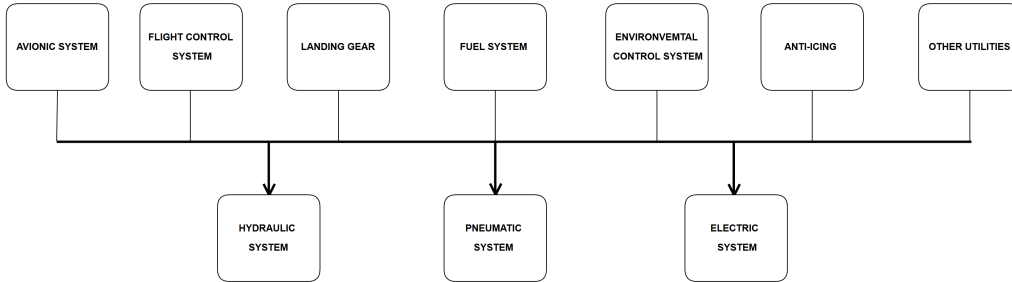 AVIONIC SYSTEM
FLIGHT CONTROL
SYSTEM
LANDING GEAR
FUEL SYSTEM
ENVIRONVEMTAL
CONTROL SYSTEM
ANTI-ICING
OTHER UTILITIES
HYDRAULIC
SYSTEM
PNEUMATIC
SYSTEM
ELECTRIC
SYSTEM